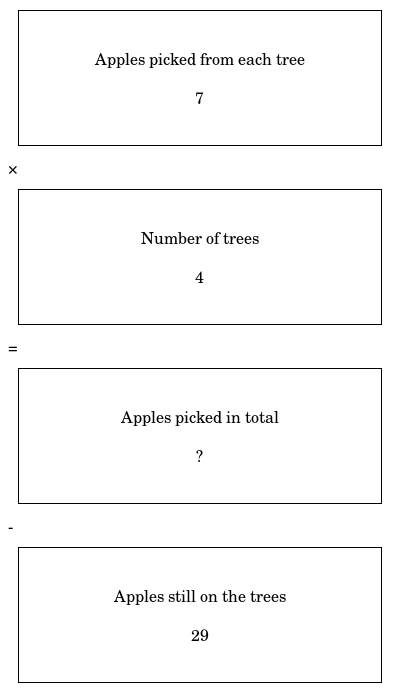 Apples picked from each tree
7
×
Number of trees
4
=
Apples picked in total
?
-
Apples still on the trees
29